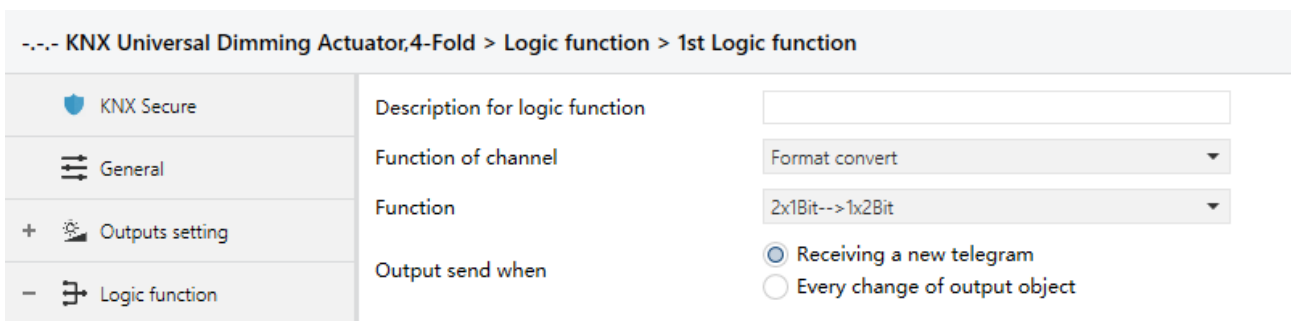 -.-.- KNX Universal Dimming Actuator,4-Fold > Logic function > 1st Logic function
KNX Secure
Description for logic function
General
Function of channel
Format convert
Function
2x1Bit-->1x2Bit
+ Outputs setting
Output send when
Receiving a new telegram
Every change of output object
- Logic function